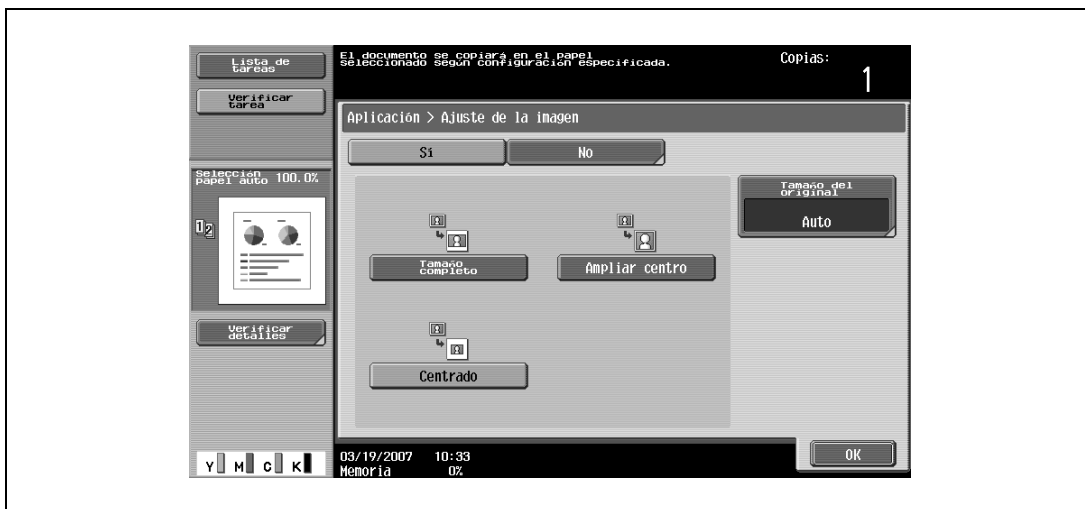 Lista de
tareas
Verificar
tarea
Selección
papel auto 100.0%
12
Verificar
detalles
Y M C K
El documento se copiará en el papel
seleccionado según configuración especificada.
Copias:
1
Aplicación > Ajuste de la imagen
Sí No
Tamaño del
original
Auto
Tamaño
completo
Ampliar centro
Centrado
03/19/2007 10:33
Memoria 0%
OK